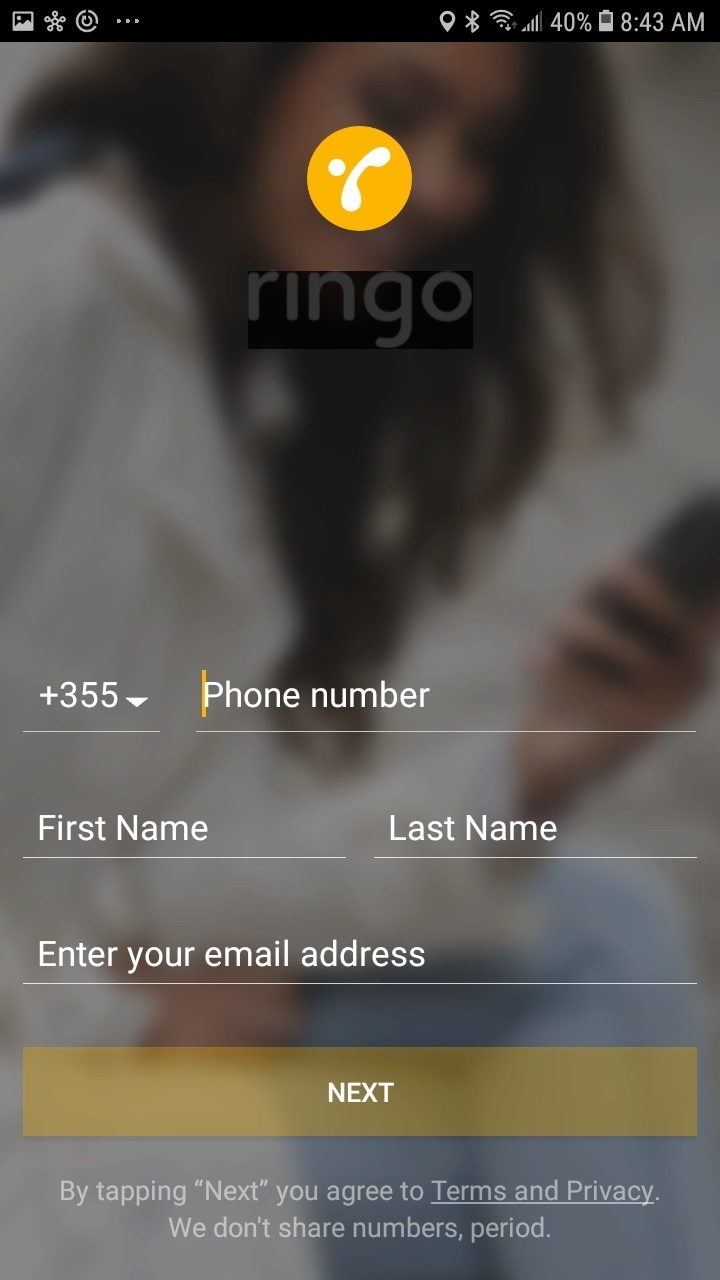 40% 8:43 AM
ringo
+355 Phone number
First Name Last Name
Enter your email address
NEXT
By tapping “Next” you agree to Terms and Privacy.
We don't share numbers, period.